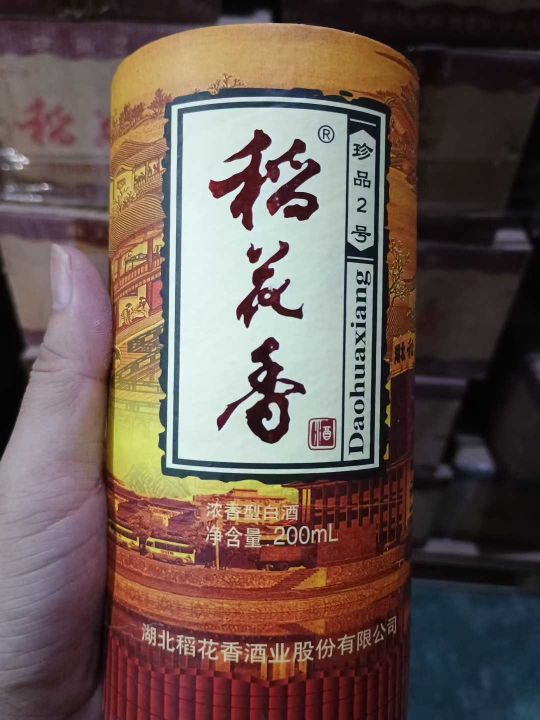 稻花香
®
酒
珍品2号
Daohuaxiang
浓香型白酒
净含量:200mL
湖北稻花香酒业股份有限公司
稻